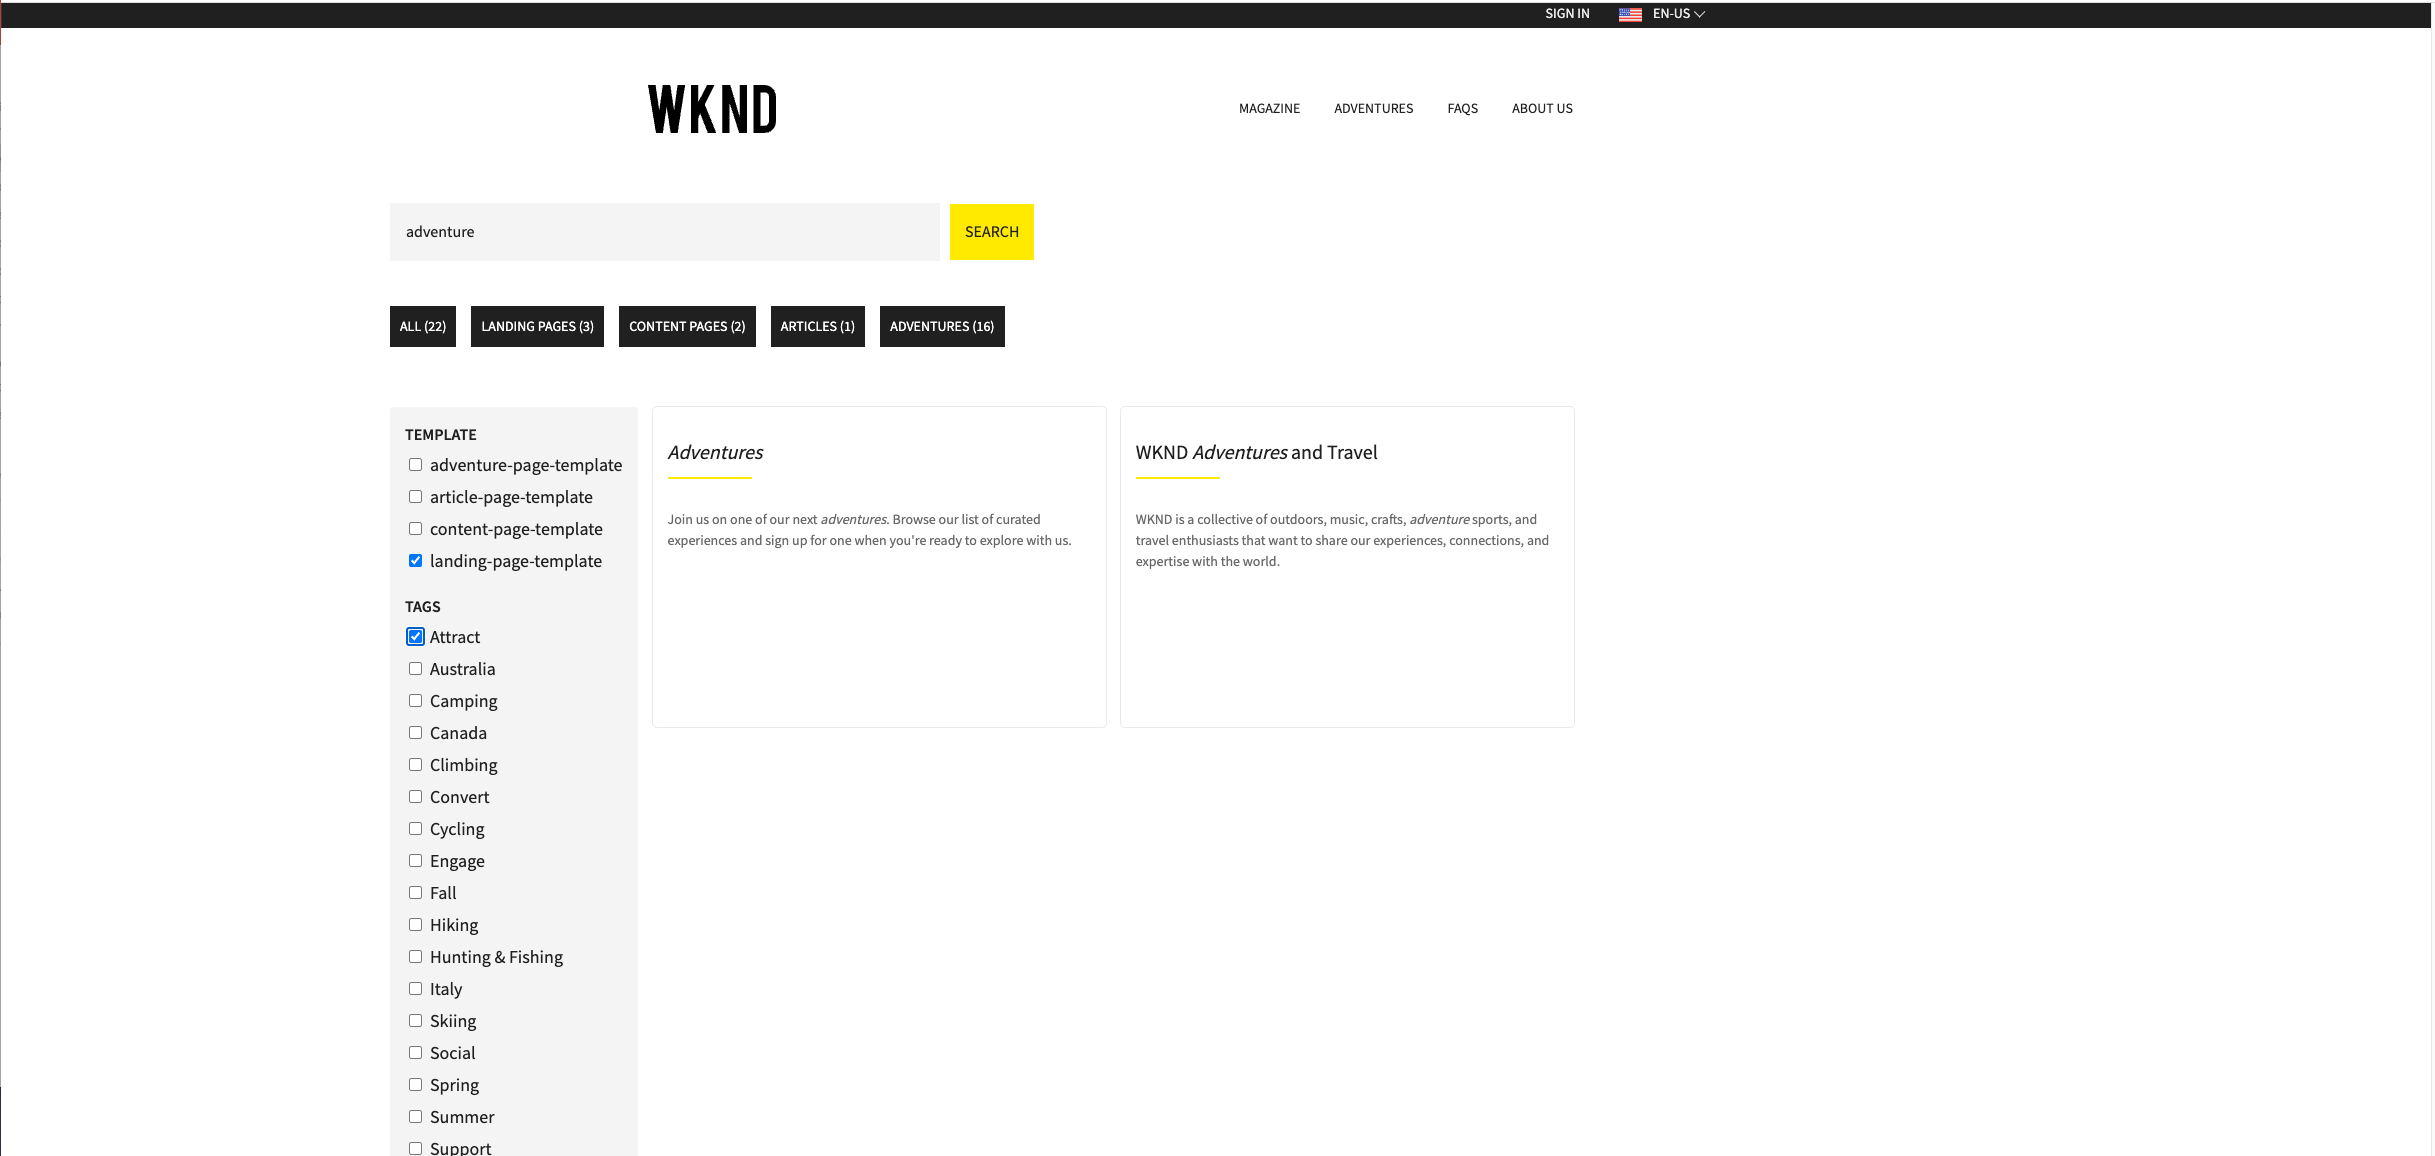 SIGN IN EN-US
WKND
MAGAZINE ADVENTURES FAQS ABOUT US
adventure SEARCH
ALL (22) LANDING PAGES (3) CONTENT PAGES (2) ARTICLES (1) ADVENTURES (16)
TEMPLATE
adventure-page-template
article-page-template
content-page-template
landing-page-template
TAGS
Attract
Australia
Camping
Canada
Climbing
Convert
Cycling
Engage
Fall
Hiking
Hunting & Fishing
Italy
Skiing
Social
Spring
Summer
Support
Adventures
Join us on one of our next adventures. Browse our list of curated
experiences and sign up for one when you're ready to explore with us.
WKND Adventures and Travel
WKND is a collective of outdoors, music, crafts, adventure sports, and
travel enthusiasts that want to share our experiences, connections, and
expertise with the world.